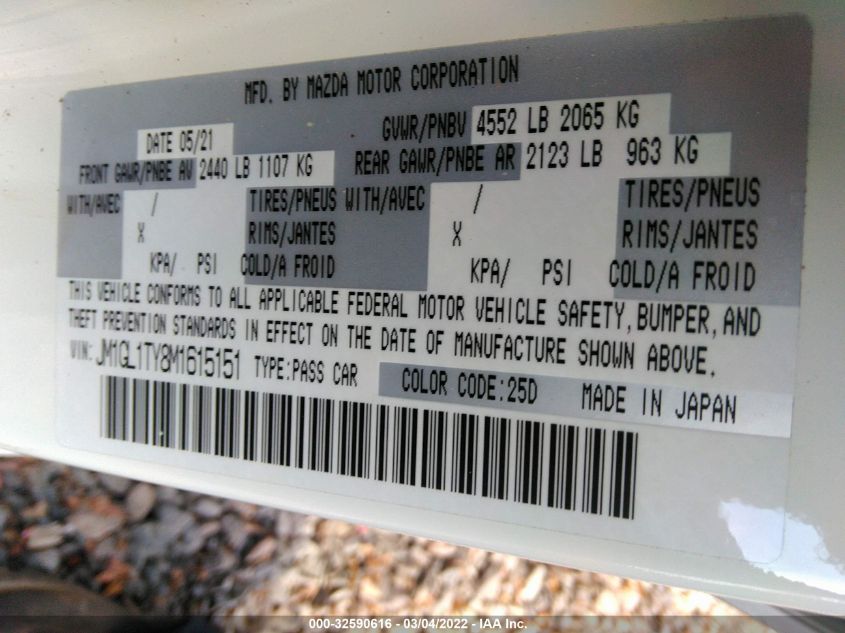 MFD. BY MAZDA MOTOR CORPORATION
DATE 05/21 GVWR/PNBV 4552 LB 2065 KG
FRONT GAWR/PNBE AV 2440 LB 1107 KG REAR GAWR/PNBE AR 2123 LB 963 KG
WITH/AVEC / TIRES/PNEUS WITH/AVEC / TIRES/PNEUS
X RIMS/JANTES X RIMS/JANTES
KPA/ PSI COLD/A FROID KPA/ PSI COLD/A FROID
THIS VEHICLE CONFORMS TO ALL APPLICABLE FEDERAL MOTOR VEHICLE SAFETY, BUMPER, AND
THEFT PREVENTION STANDARDS IN EFFECT ON THE DATE OF MANUFACTURE SHOWN ABOVE.
VIN: JM1GL1TY8M1615151 TYPE:PASS CAR COLOR CODE:25D MADE IN JAPAN
000-32590616 - 03/04/2022 - IAA Inc.